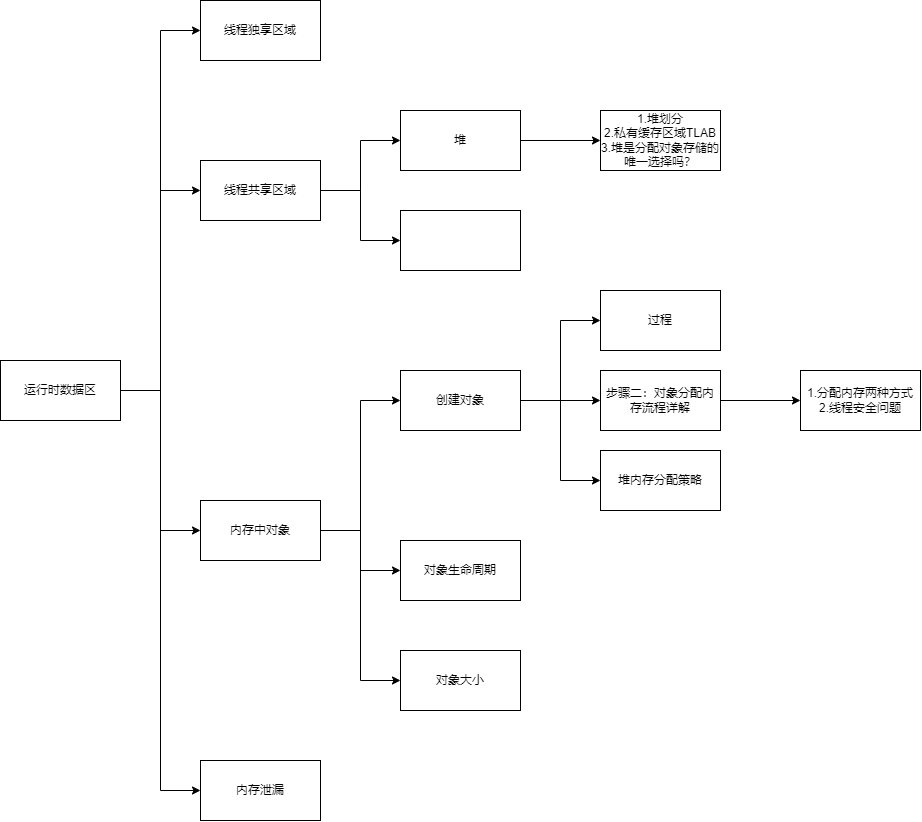 线程独享区域
堆
1.堆划分
2.私有缓存区域TLAB
3.堆是分配对象存储的
唯一选择吗？
线程共享区域
过程
运行时数据区
创建对象
步骤二：对象分配内
存流程详解
1.分配内存两种方式
2.线程安全问题
堆内存分配策略
内存中对象
对象生命周期
对象大小
内存泄漏